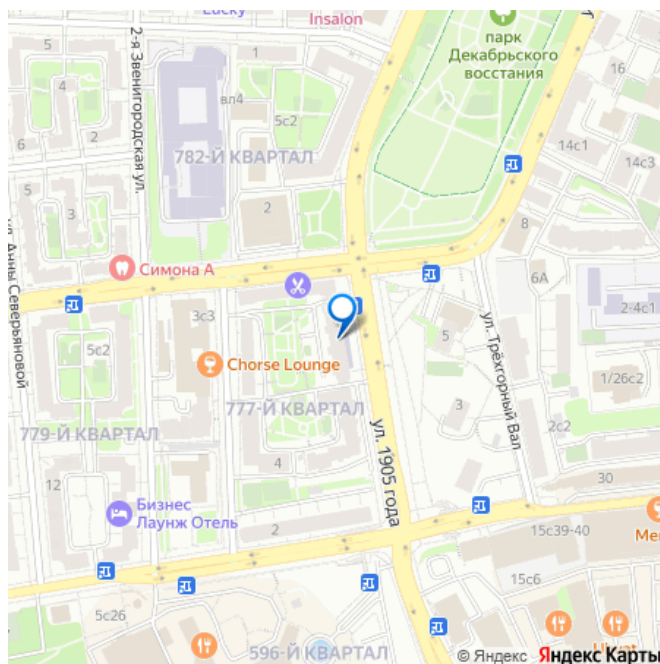 Lucky
Insalon
парк
Декабрьского
восстания
2-я Звенигородская ул.
1
16
4
вл4
5с2
14с1
14с3
782-Й КВАРТАЛ
6
5
3
2
8
ул. Анны Северьяновой
Симона А
6А
2-4с1
3с3
5
ул. Трёхгорный Вал
5с2
Chorse Lounge
1/26с2
777-Й КВАРТАЛ
3
ул. 1905 года
779-Й КВАРТАЛ
2с2
4
12
30
Бизнес
Лаунж Отель
2
15с39-40
15с6
5с26
596-Й КВАРТАЛ
© Яндекс Яндекс Карты